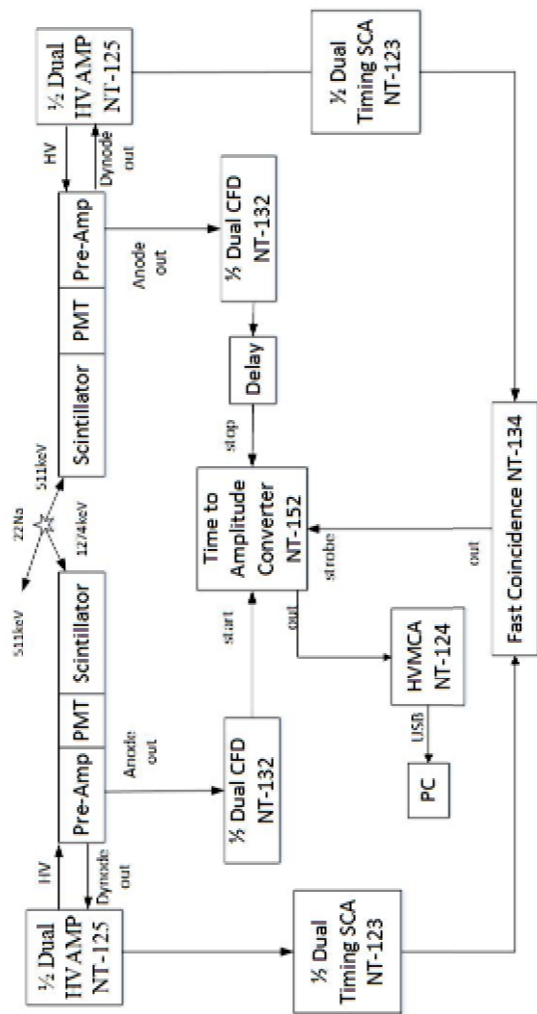 ½ Dual
HV AMP
NT-125
HV
Dynode
out
Pre-Amp
PMT
Scintillator
Anode
out
511keV
22Na
1274keV
511keV
Scintillator
PMT
Pre-Amp
HV
Dynode
out
Anode
out
½ Dual
HV AMP
NT-125
½ Dual CFD
NT-132
start
Time to
Amplitude
Converter
NT-152
stop
Delay
½ Dual CFD
NT-132
out
strobe
PC
USB
HVMCA
NT-124
out
½ Dual
Timing SCA
NT-123
Fast Coincidence NT-134
½ Dual
Timing SCA
NT-123